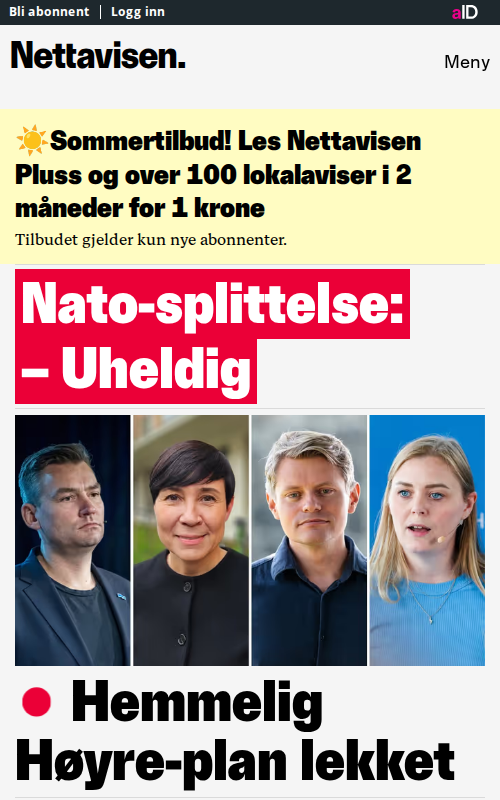 Bli abonnent
Logg inn
aID
Nettavisen.
Meny
☀️Sommertilbud! Les Nettavisen
Pluss og over 100 lokalaviser i 2
måneder for 1 krone
Tilbudet gjelder kun nye abonnenter.
Nato-splittelse:
– Uheldig
Hemmelig
Høyre-plan lekket